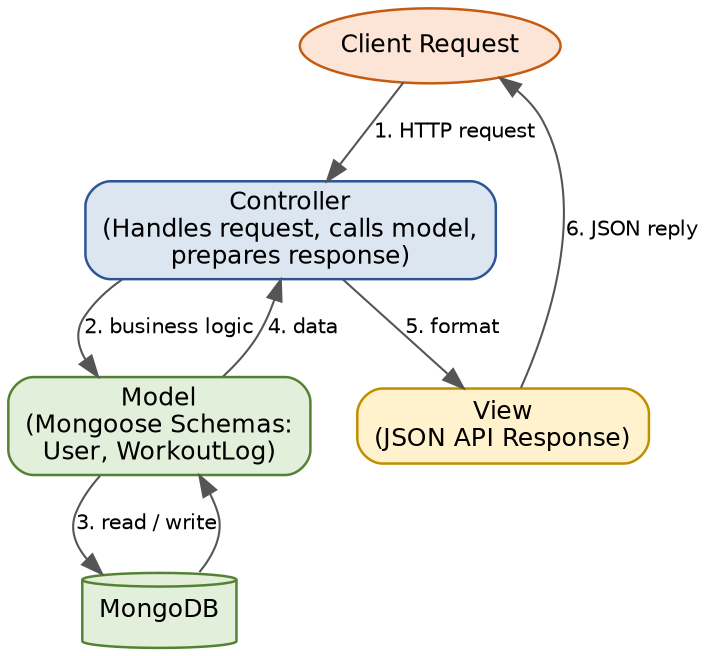 Client Request
1. HTTP request
Controller
(Handles request, calls model,
prepares response)
6. JSON reply
2. business logic
4. data
5. format
Model
(Mongoose Schemas:
User, WorkoutLog)
View
(JSON API Response)
3. read / write
MongoDB